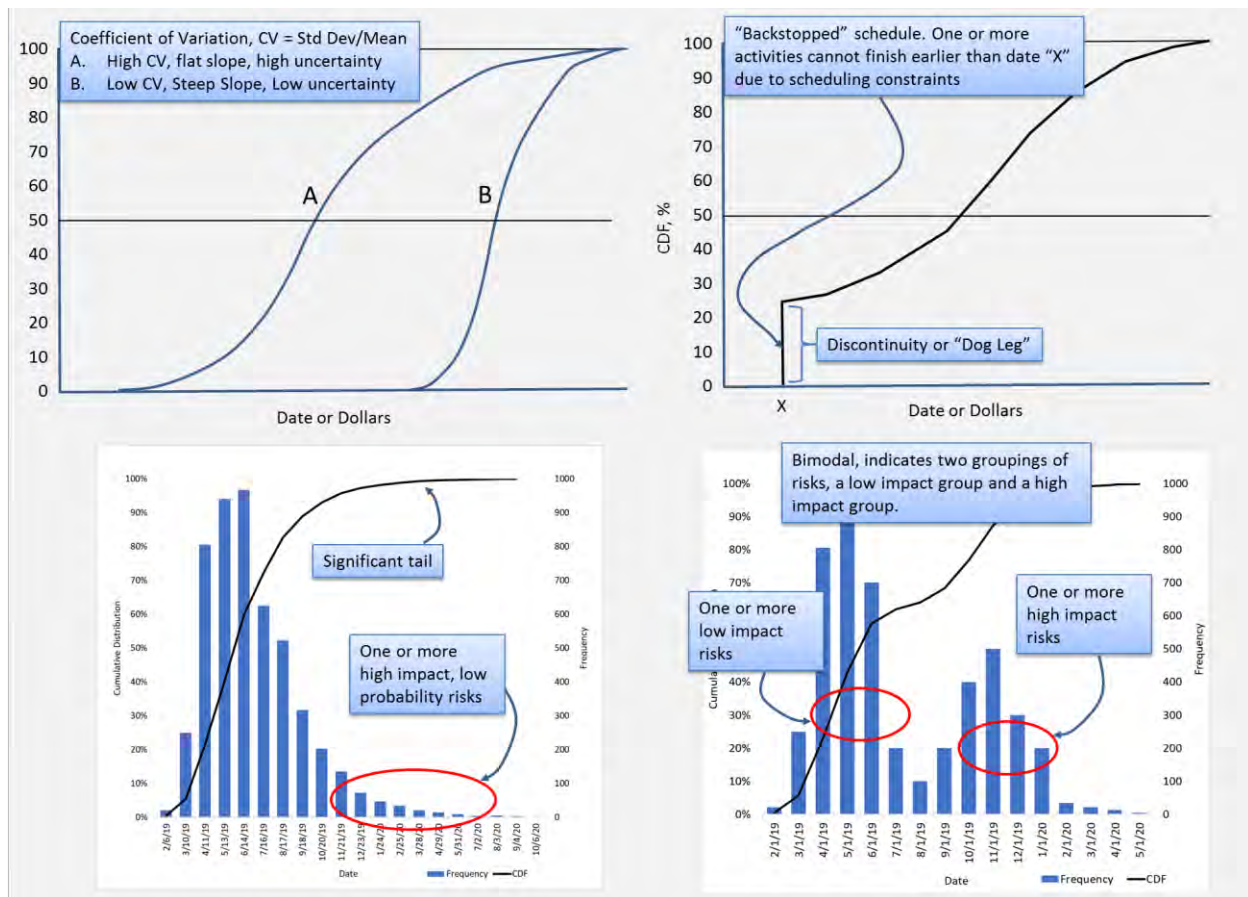 Coefficient of Variation, CV = Std Dev/Mean
A. High CV, flat slope, high uncertainty
B. Low CV, Steep Slope, Low uncertainty
100
90
80
70
60
50
40
30
20
10
0
A
B
Date or Dollars
"Backstopped" schedule. One or more
activities cannot finish earlier than date "X"
due to scheduling constraints
100
90
80
70
60
50
40
30
20
10
0
CDF, %
Discontinuity or "Dog Leg"
X
Date or Dollars
100%
90%
80%
70%
60%
50%
40%
30%
20%
10%
0%
Cumulative Distribution
1000
900
800
700
600
500
400
300
200
100
0
Frequency
Significant tail
One or more
high impact, low
probability risks
2/6/19
3/10/19
4/11/19
5/13/19
6/14/19
7/16/19
8/17/19
9/18/19
10/20/19
11/21/19
12/23/19
1/24/20
2/25/20
3/28/20
4/29/20
5/31/20
7/2/20
8/3/20
9/4/20
10/6/20
Date
Frequency
CDF
Bimodal, indicates two groupings of
risks, a low impact group and a high
impact group.
100%
90%
80%
70%
60%
50%
40%
30%
20%
10%
0%
1000
900
800
700
600
500
400
300
200
100
0
Frequency
One or more
low impact
risks
One or more
high impact
risks
2/1/19
3/1/19
4/1/19
5/1/19
6/1/19
7/1/19
8/1/19
9/1/19
10/1/19
11/1/19
12/1/19
1/1/20
2/1/20
3/1/20
4/1/20
5/1/20
Date
Frequency
CDF